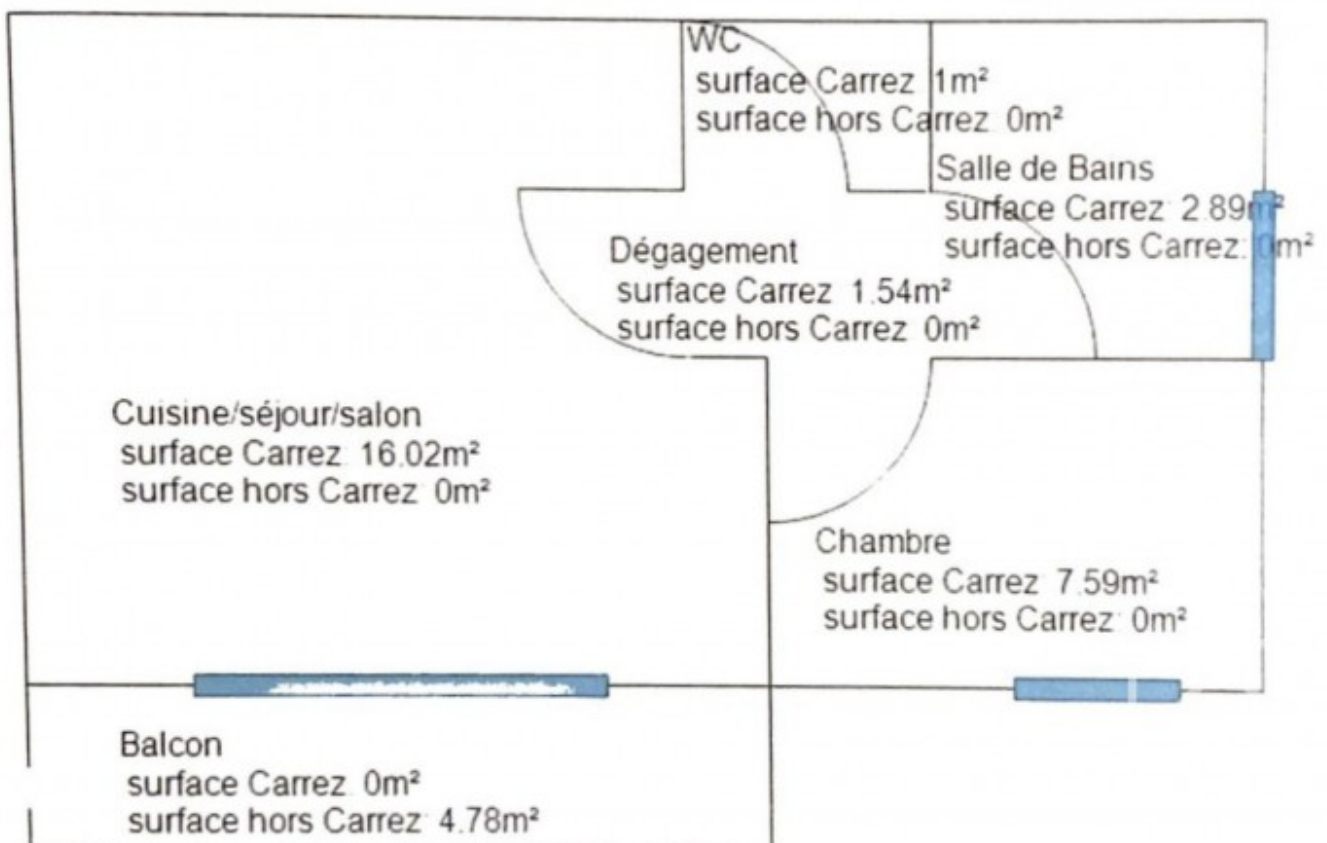 WC
surface Carrez 1m²
surface hors Carrez 0m²
Salle de Bains
surface Carrez: 2.89m²
surface hors Carrez: 0m²
Dégagement
surface Carrez 1.54m²
surface hors Carrez 0m²
Cuisine/séjour/salon
surface Carrez 16.02m²
surface hors Carrez 0m²
Chambre
surface Carrez 7.59m²
surface hors Carrez: 0m²
Balcon
surface Carrez 0m²
surface hors Carrez 4.78m²